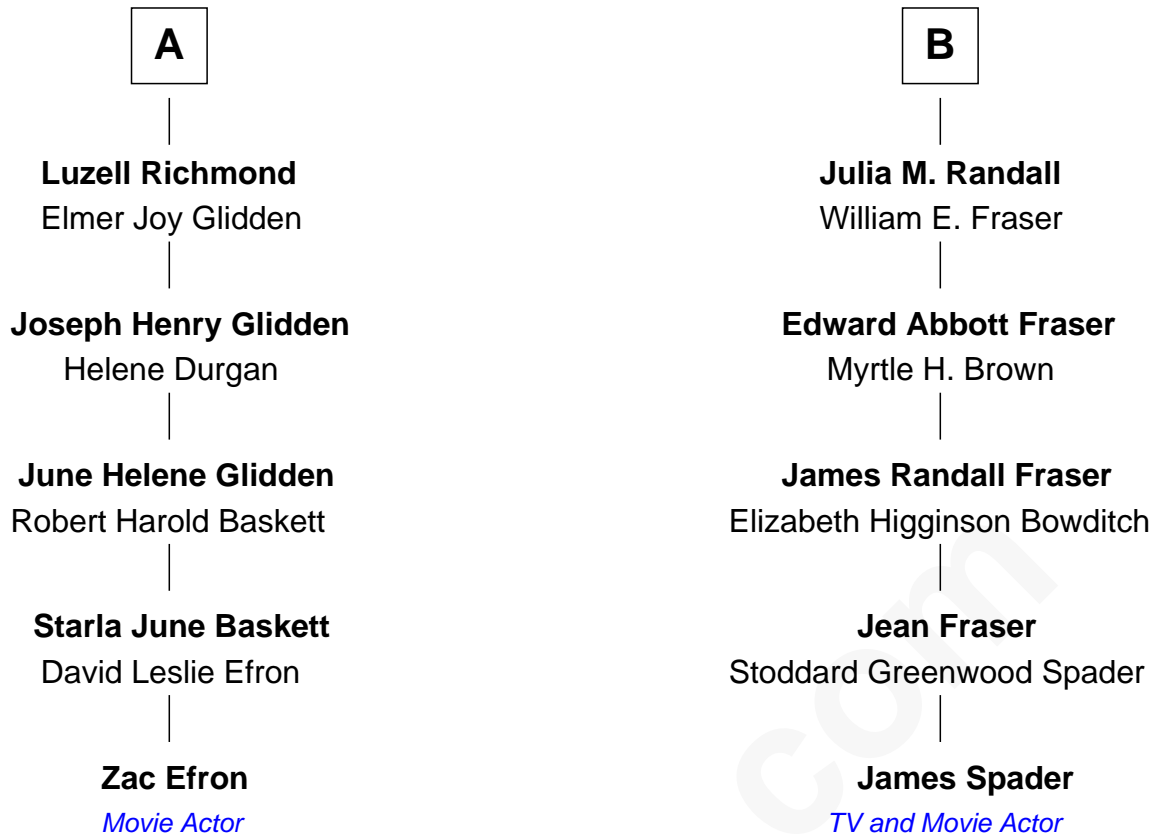 A
Luzell Richmond
Elmer Joy Glidden
Joseph Henry Glidden
Helene Durgan
June Helene Glidden
Robert Harold Baskett
Starla June Baskett
David Leslie Efron
Zac Efron
Movie Actor
B
Julia M. Randall
William E. Fraser
Edward Abbott Fraser
Myrtle H. Brown
James Randall Fraser
Elizabeth Higginson Bowditch
Jean Fraser
Stoddard Greenwood Spader
James Spader
TV and Movie Actor
com